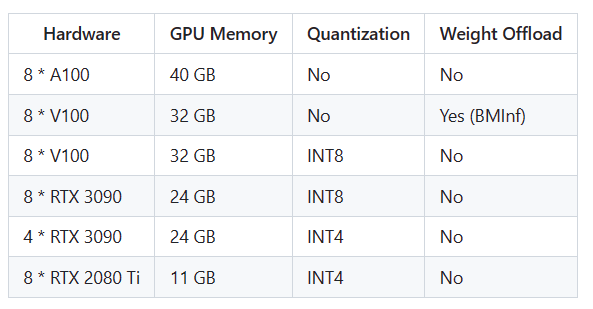 Hardware GPU Memory Quantization Weight Offload
8 * A100 40 GB No No
8 * V100 32 GB No Yes (BMInf)
8 * V100 32 GB INT8 No
8 * RTX 3090 24 GB INT8 No
4 * RTX 3090 24 GB INT4 No
8 * RTX 2080 Ti 11 GB INT4 No